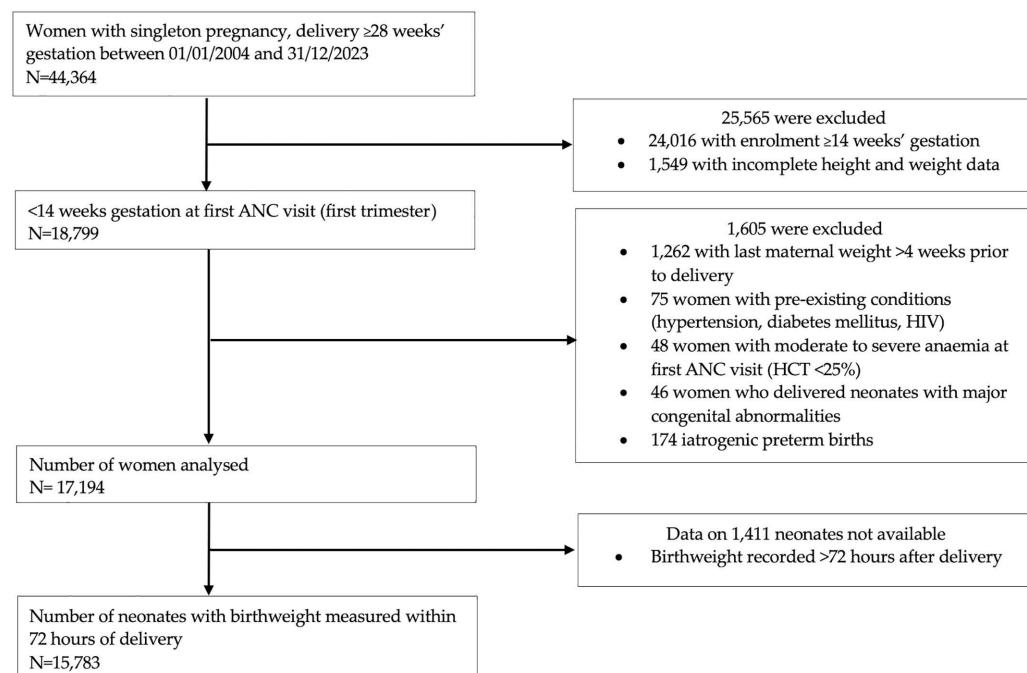 Women with singleton pregnancy, delivery ≥28 weeks'
gestation between 01/01/2004 and 31/12/2023
N=44,364
25,565 were excluded
• 24,016 with enrolment ≥14 weeks' gestation
• 1,549 with incomplete height and weight data
<14 weeks gestation at first ANC visit (first trimester)
N=18,799
1,605 were excluded
• 1,262 with last maternal weight >4 weeks prior
to delivery
• 75 women with pre-existing conditions
(hypertension, diabetes mellitus, HIV)
• 48 women with moderate to severe anaemia at
first ANC visit (HCT <25%)
• 46 women who delivered neonates with major
congenital abnormalities
• 174 iatrogenic preterm births
Number of women analysed
N= 17,194
Data on 1,411 neonates not available
• Birthweight recorded >72 hours after delivery
Number of neonates with birthweight measured within
72 hours of delivery
N=15,783